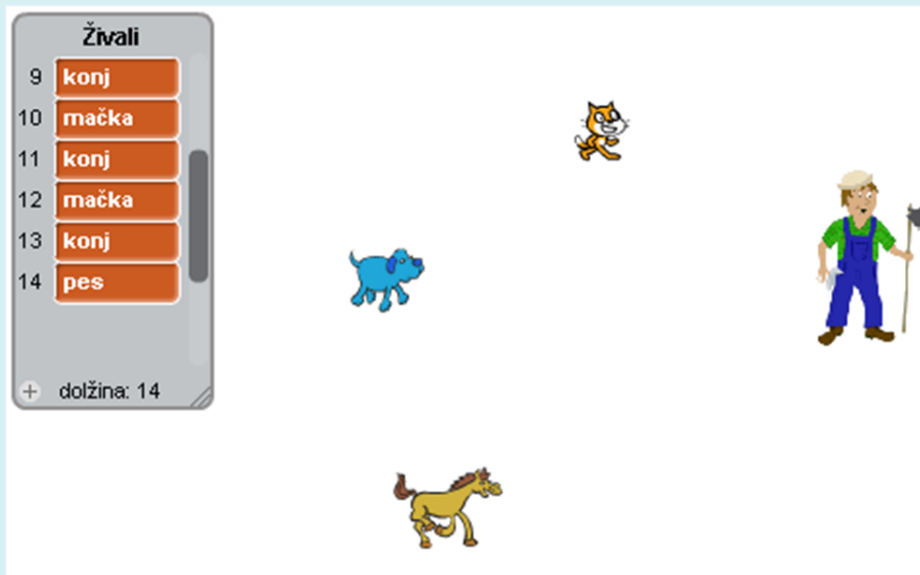 Živali
9 konj
10 mačka
11 konj
12 mačka
13 konj
14 pes
+ dolžina: 14